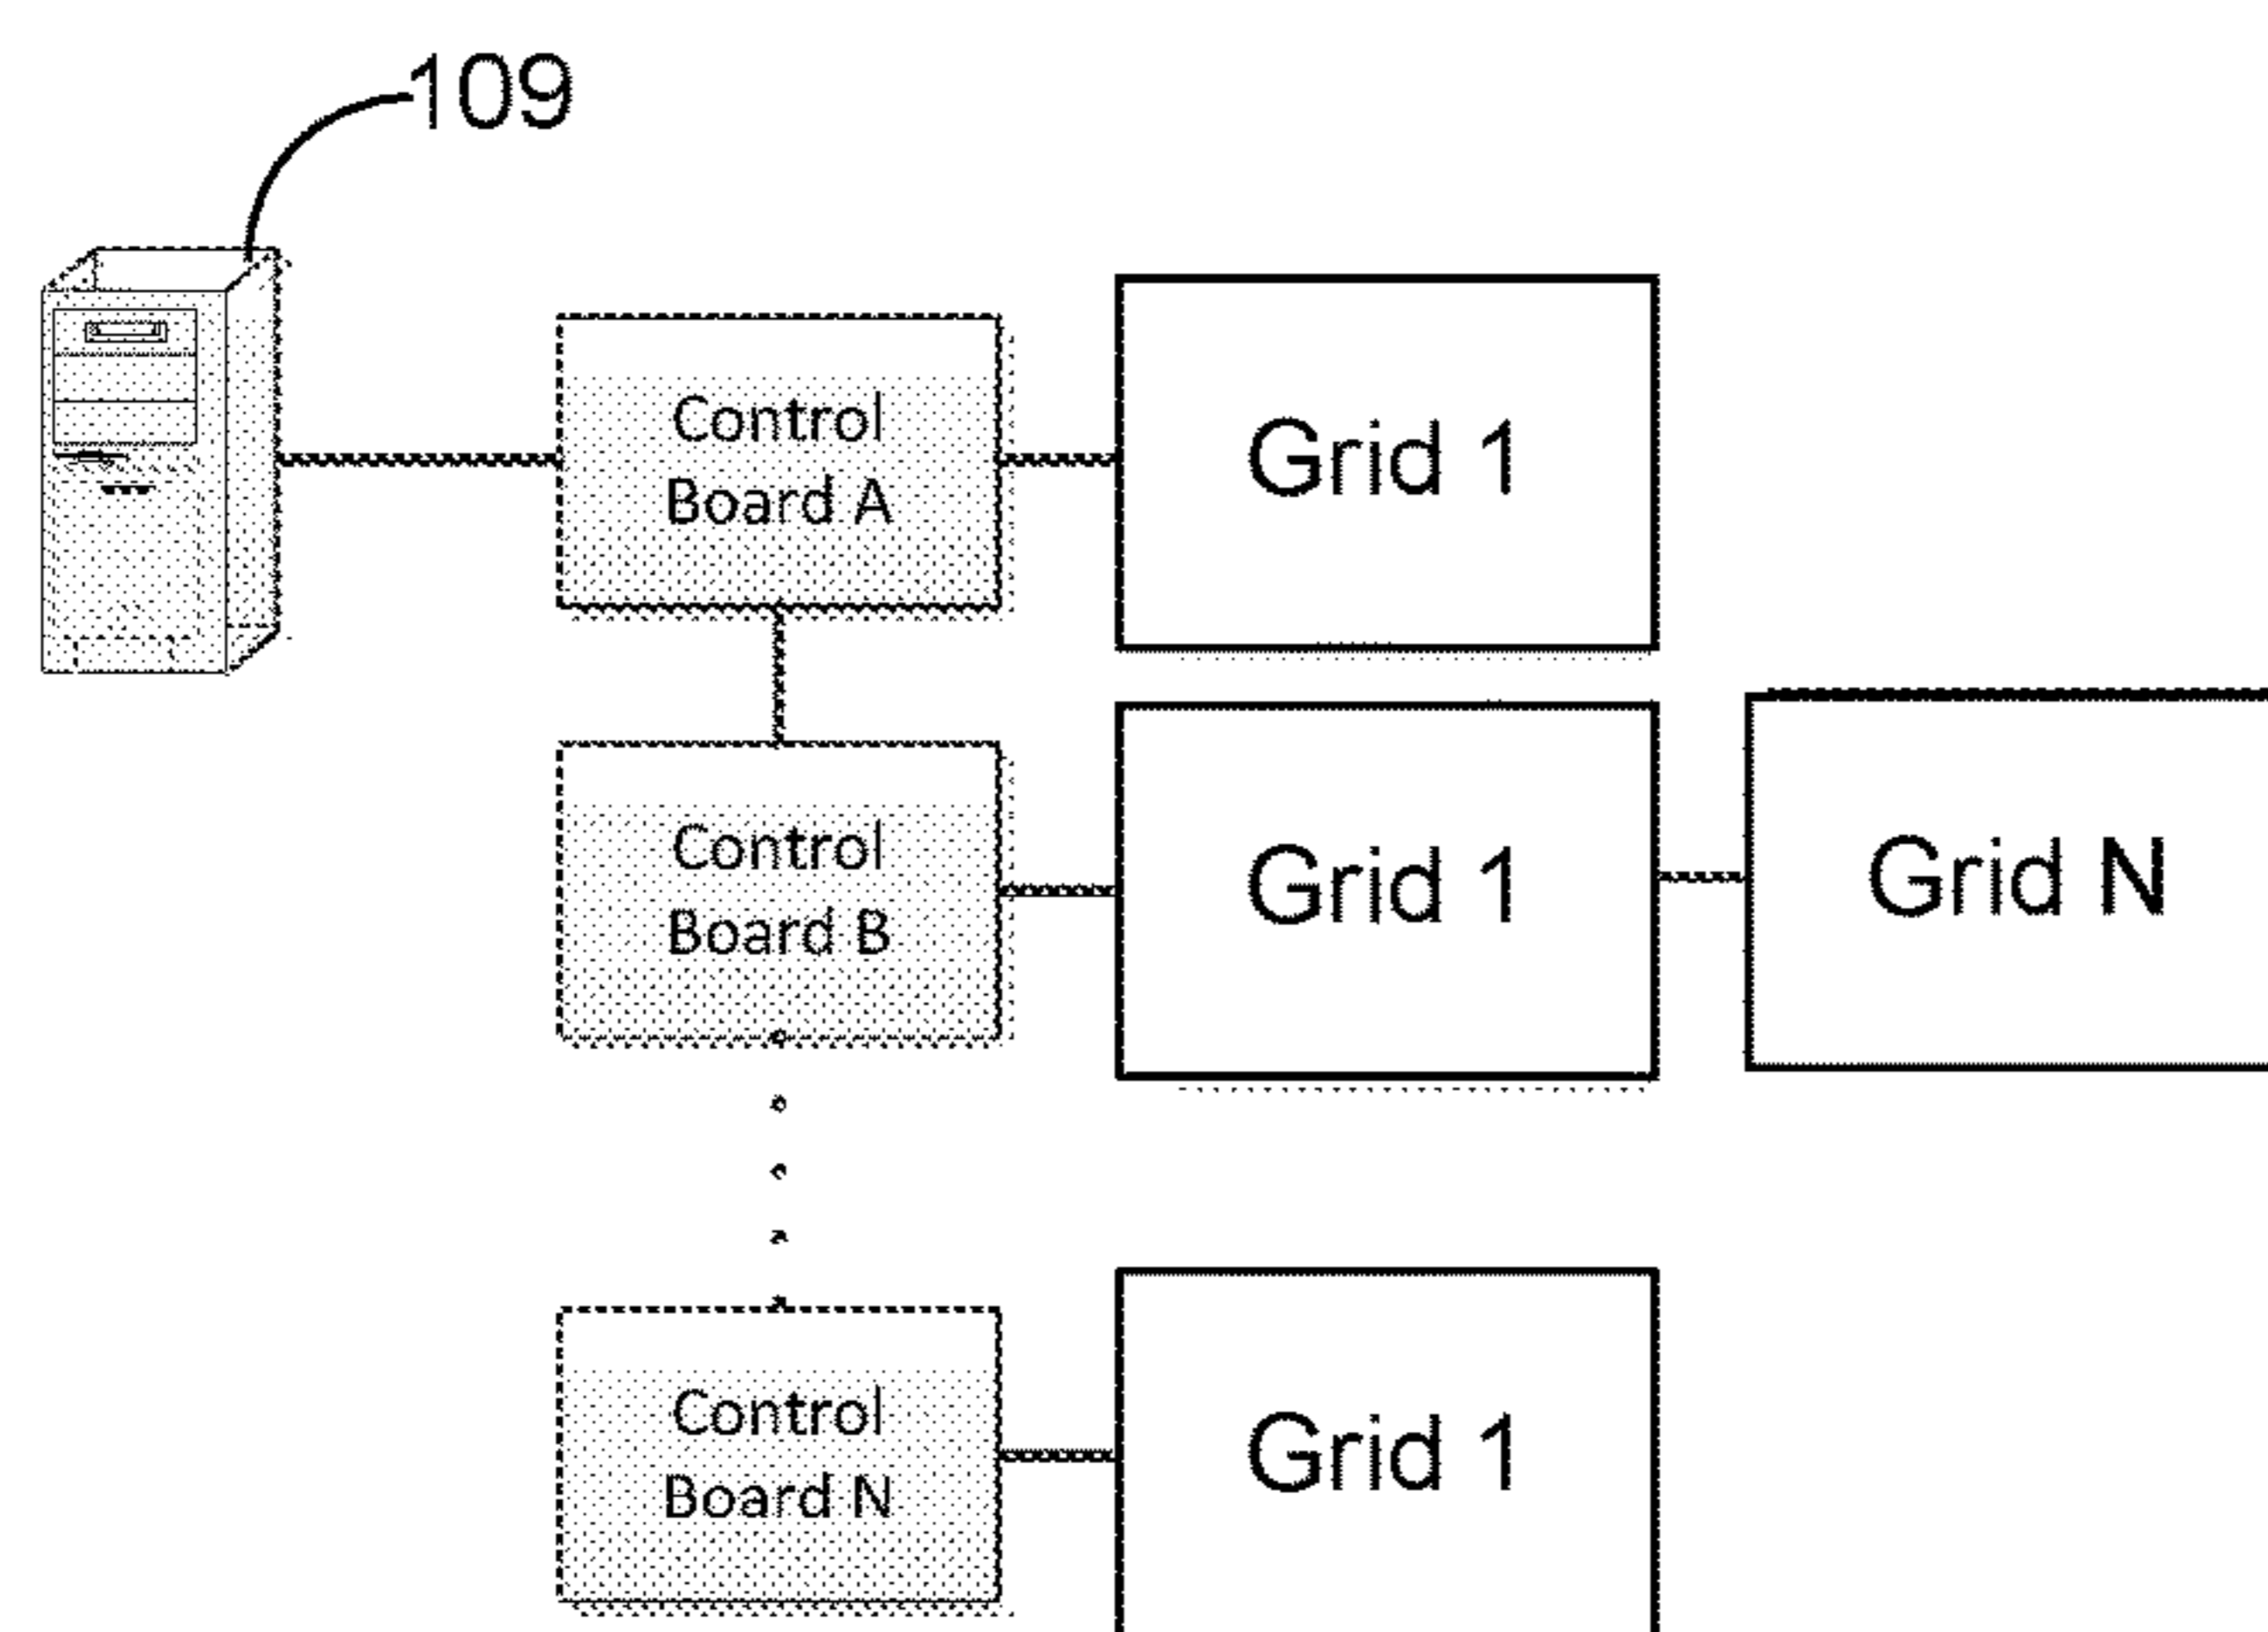 109
Control
Board A
Grid 1
Control
Board B
Grid 1
Grid N
Control
Board N
Grid 1